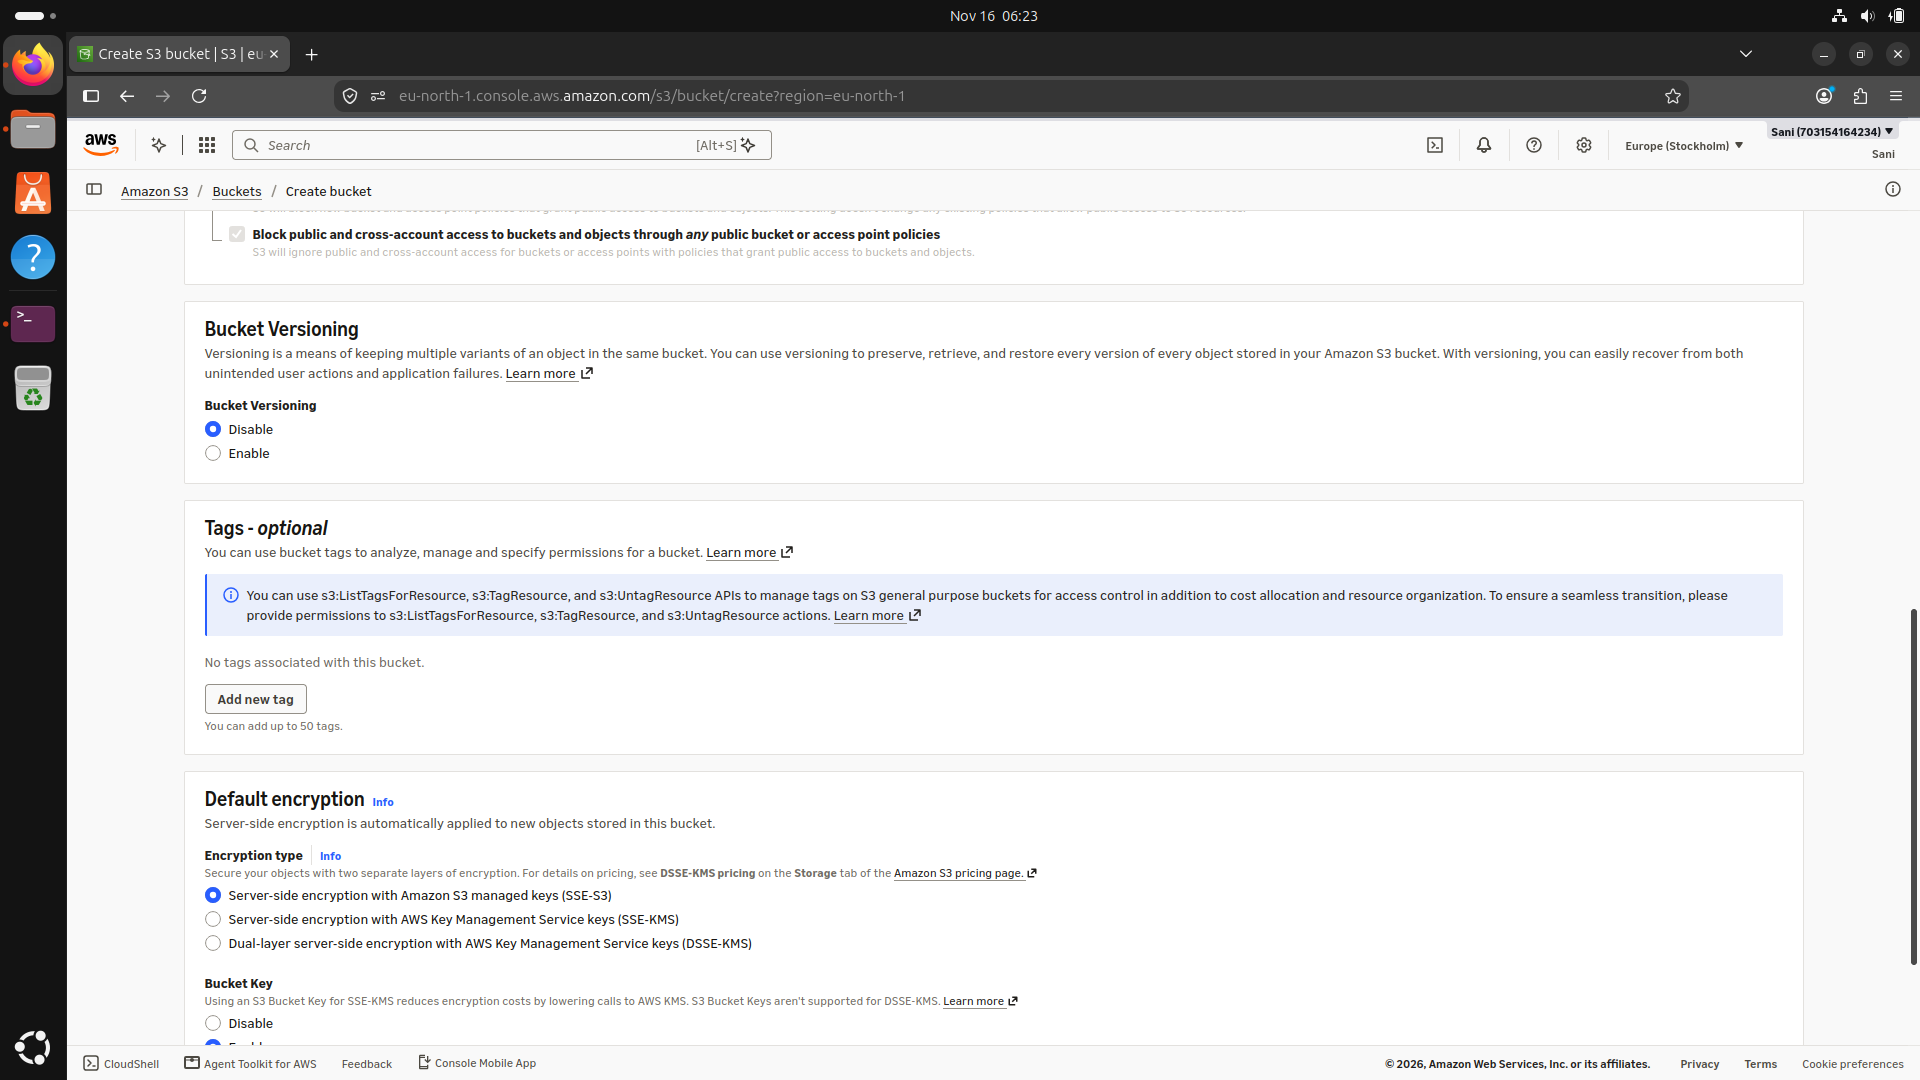 Nov 16 06:23
Create S3 bucket | S3 | eu
eu-north-1.console.aws.amazon.com/s3/bucket/create?region=eu-north-1
aws
Search
[Alt+S]
Europe (Stockholm)
Sani (703154164234)
Sani
Amazon S3 / Buckets / Create bucket
Block public and cross-account access to buckets and objects through any public bucket or access point policies
S3 will ignore public and cross-account access for buckets or access points with policies that grant public access to buckets and objects.
Bucket Versioning
Versioning is a means of keeping multiple variants of an object in the same bucket. You can use versioning to preserve, retrieve, and restore every version of every object stored in your Amazon S3 bucket. With versioning, you can easily recover from both
unintended user actions and application failures. Learn more
Bucket Versioning
Disable
Enable
Tags - optional
You can use bucket tags to analyze, manage and specify permissions for a bucket. Learn more
You can use s3:ListTagsForResource, s3:TagResource, and s3:UntagResource APIs to manage tags on S3 general purpose buckets for access control in addition to cost allocation and resource organization. To ensure a seamless transition, please
provide permissions to s3:ListTagsForResource, s3:TagResource, and s3:UntagResource actions. Learn more
No tags associated with this bucket.
Add new tag
You can add up to 50 tags.
Default encryption Info
Server-side encryption is automatically applied to new objects stored in this bucket.
Encryption type Info
Secure your objects with two separate layers of encryption. For details on pricing, see DSSE-KMS pricing on the Storage tab of the Amazon S3 pricing page.
Server-side encryption with Amazon S3 managed keys (SSE-S3)
Server-side encryption with AWS Key Management Service keys (SSE-KMS)
Dual-layer server-side encryption with AWS Key Management Service keys (DSSE-KMS)
Bucket Key
Using an S3 Bucket Key for SSE-KMS reduces encryption costs by lowering calls to AWS KMS. S3 Bucket Keys aren't supported for DSSE-KMS. Learn more
Disable
CloudShell
Agent Toolkit for AWS
Feedback
Console Mobile App
© 2026, Amazon Web Services, Inc. or its affiliates.
Privacy
Terms
Cookie preferences